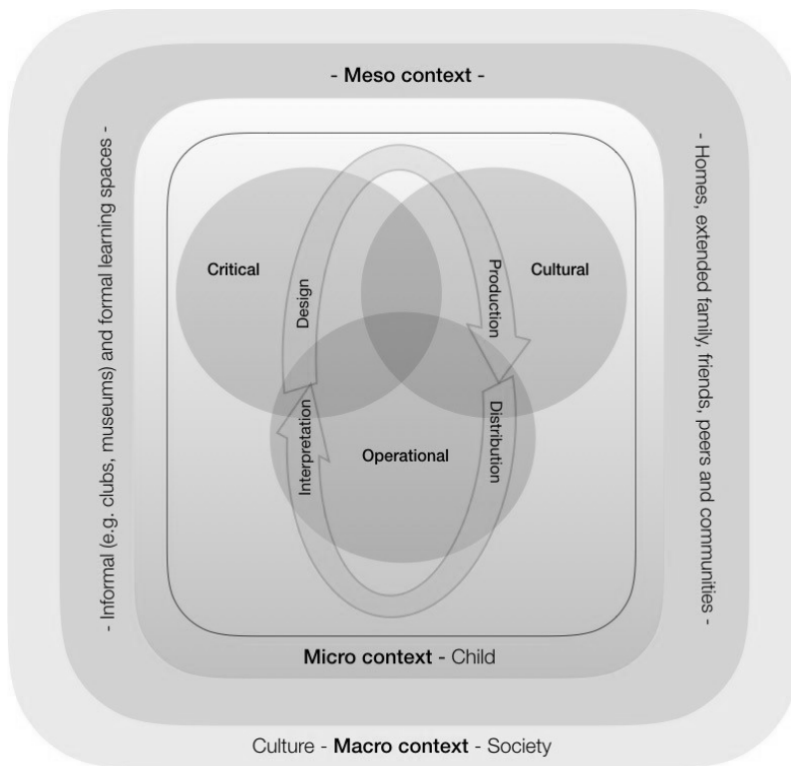 - Meso context -
- Informal (e.g. clubs, museums) and formal learning spaces -
- Homes, extended family, friends, peers and communities -
Critical
Cultural
Design
Production
Interpretation
Distribution
Operational
Micro context - Child
Culture - Macro context - Society